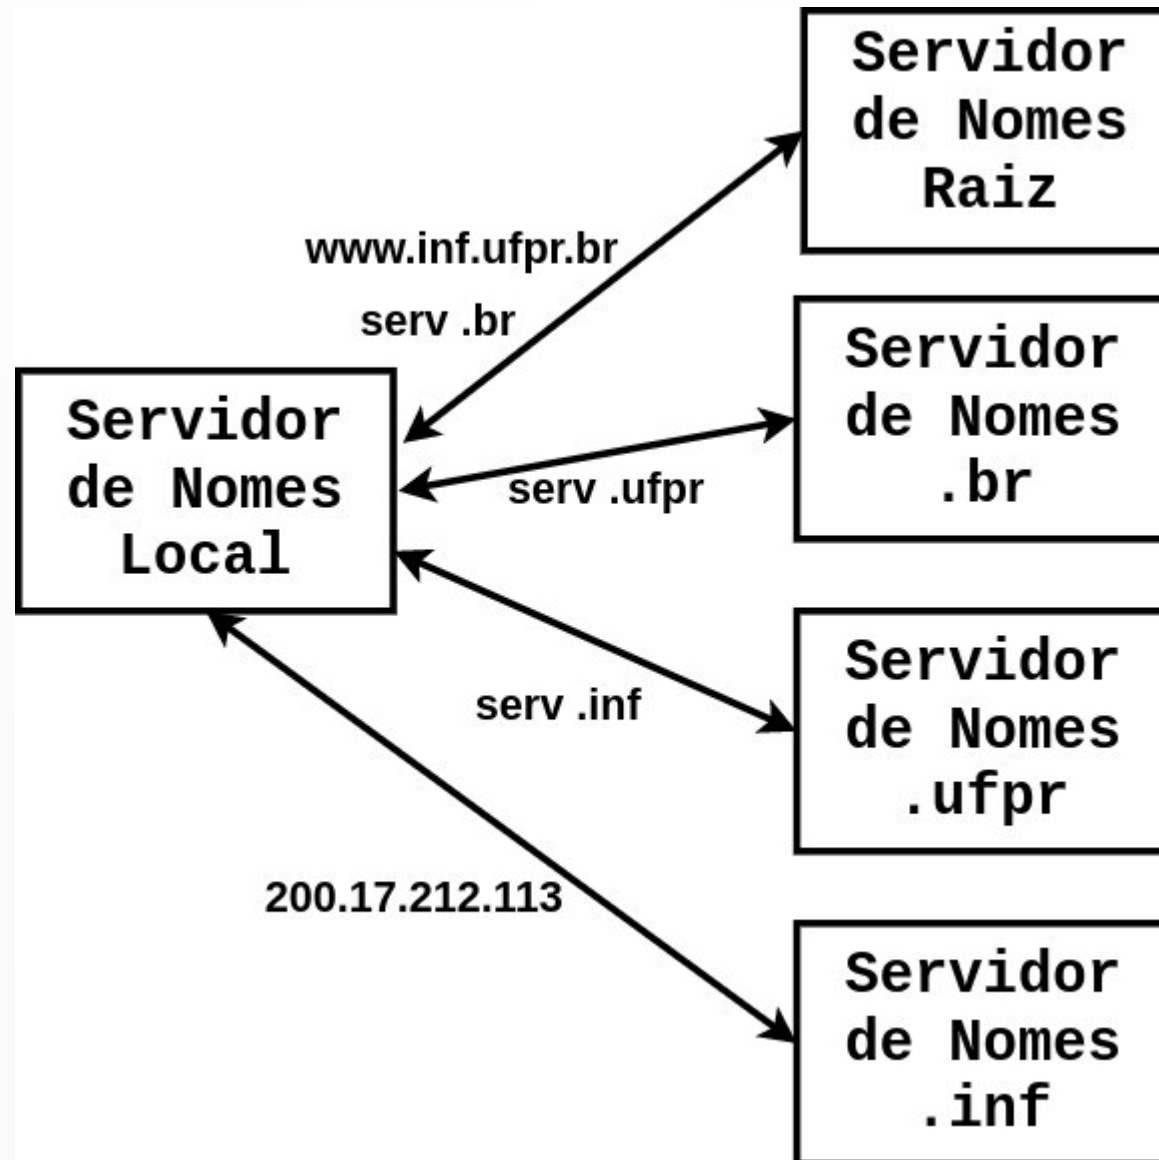 Servidor
de Nomes
Raiz
www.inf.ufpr.br
serv .br
Servidor
de Nomes
.br
Servidor
de Nomes
Local
serv .ufpr
Servidor
de Nomes
.ufpr
serv .inf
200.17.212.113
Servidor
de Nomes
.inf